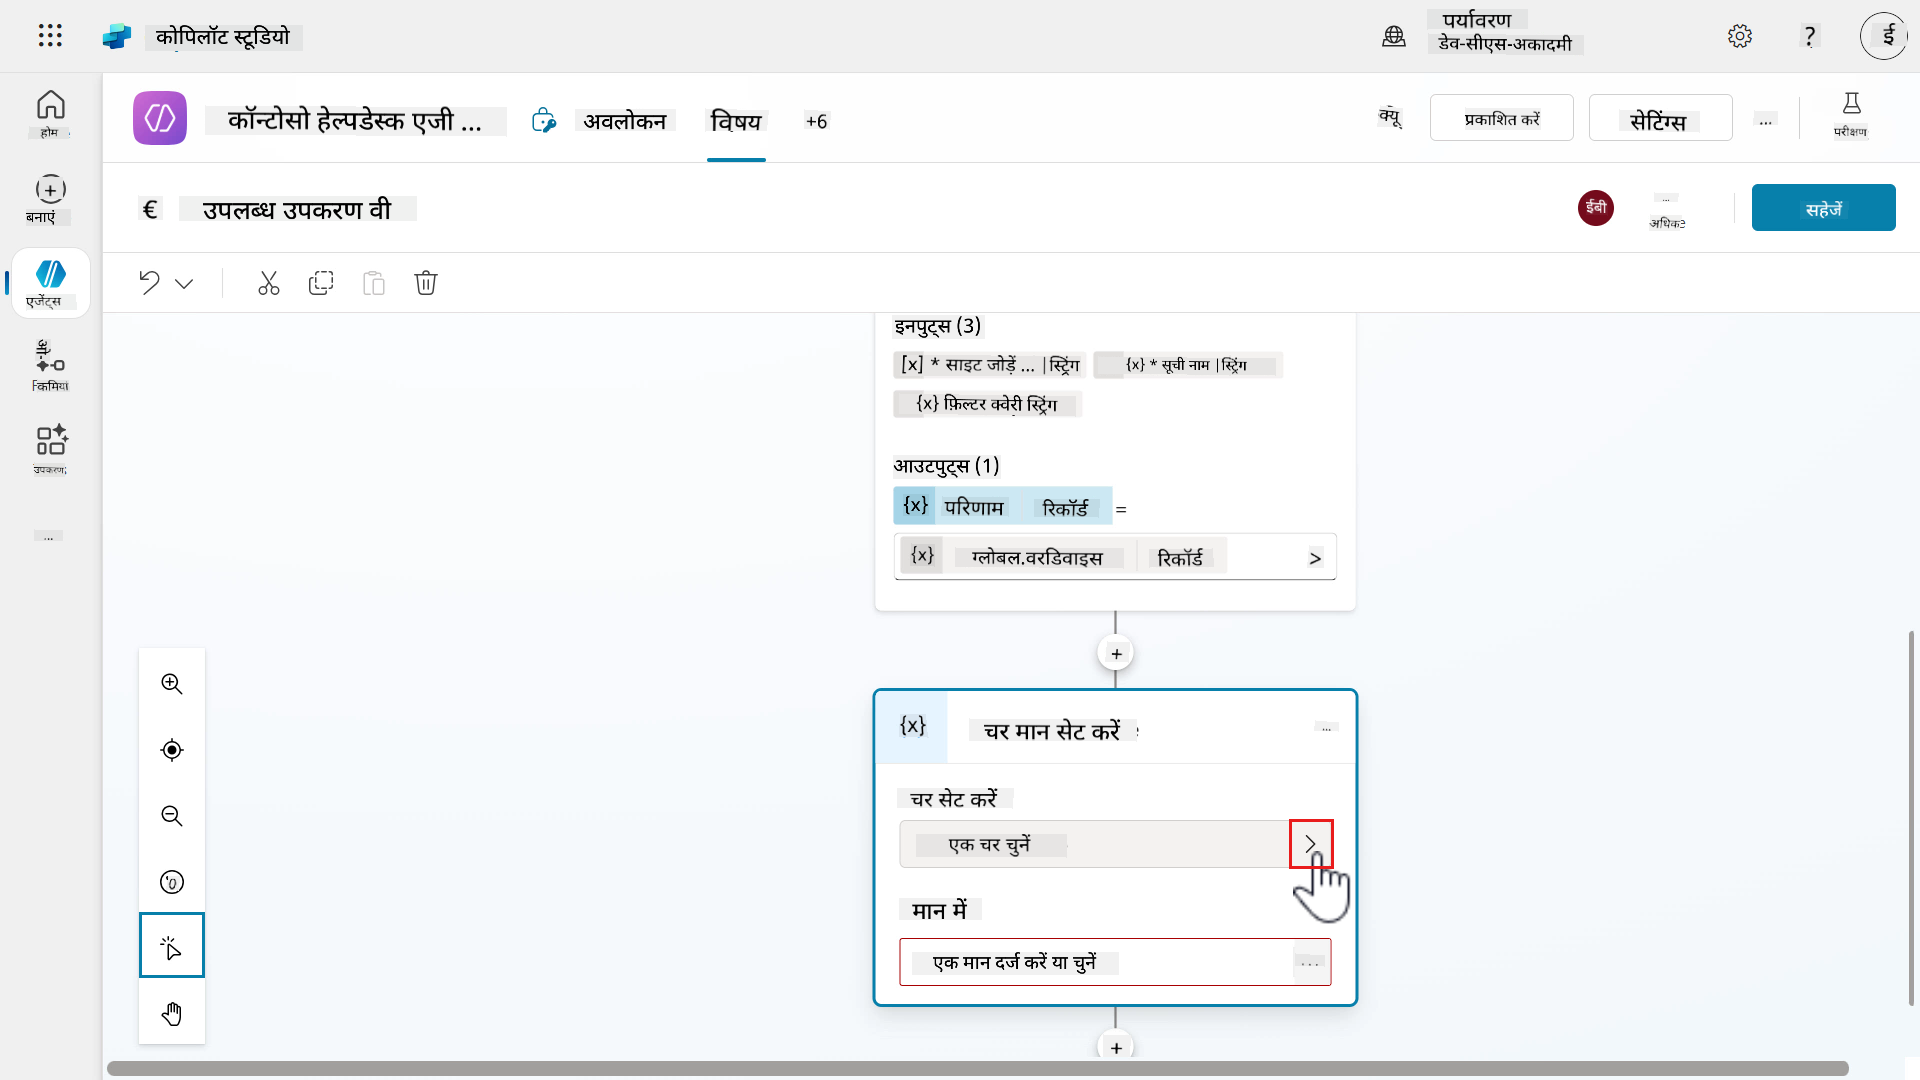 कोपिलॉट स्टूडियो
पर्यावरण
डेव-सीएस-अकादमी
?
ई
होम
बनाएं
एजेंट्स
उपकरण
...
कॉन्टोसो हेल्पडेस्क एजी ...
अवलोकन
विषय
+6
क्यू
प्रकाशित करें
सेटिंग्स
...
परीक्षण
€ उपलब्ध उपकरण वी
ईबी
...
अधिक
सहेजें
इनपुट्स (3)
[x] * साइट जोड़ें ... |स्ट्रिंग
{x} * सूची नाम |स्ट्रिंग
{x} फ़िल्टर क्वेरी स्ट्रिंग
आउटपुट्स (1)
{x} परिणाम रिकॉर्ड =
{x} ग्लोबल.वरडिवाइस रिकॉर्ड >
+
{x} चर मान सेट करें ...
चर सेट करें
एक चर चुनें
मान में
एक मान दर्ज करें या चुनें ...
+